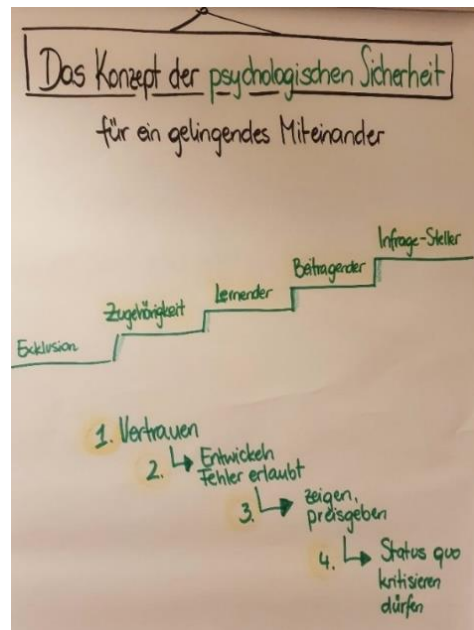 Das Konzept der psychologischen Sicherheit
für ein gelingendes Miteinander
Infrage-Steller
Beitragender
Lernender
Zugehörigkeit
Exklusion
1. Vertrauen
2. ↳ Entwickeln
Fehler erlaubt
3. ↳ zeigen,
preisgeben
4. ↳ Status quo
kritisieren
dürfen